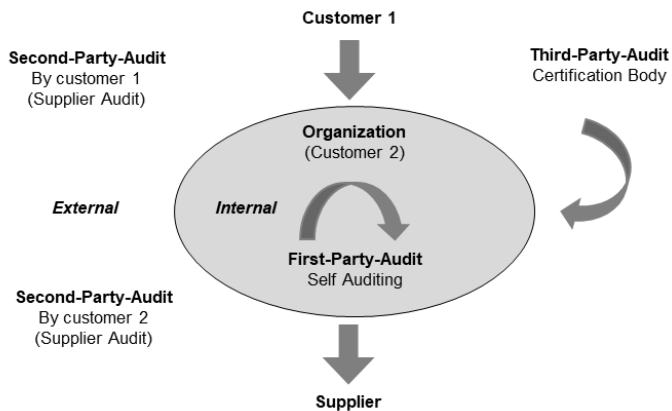 Customer 1
Second-Party-Audit
By customer 1
(Supplier Audit)
Third-Party-Audit
Certification Body
Organization
(Customer 2)
External
Internal
First-Party-Audit
Self Auditing
Second-Party-Audit
By customer 2
(Supplier Audit)
Supplier